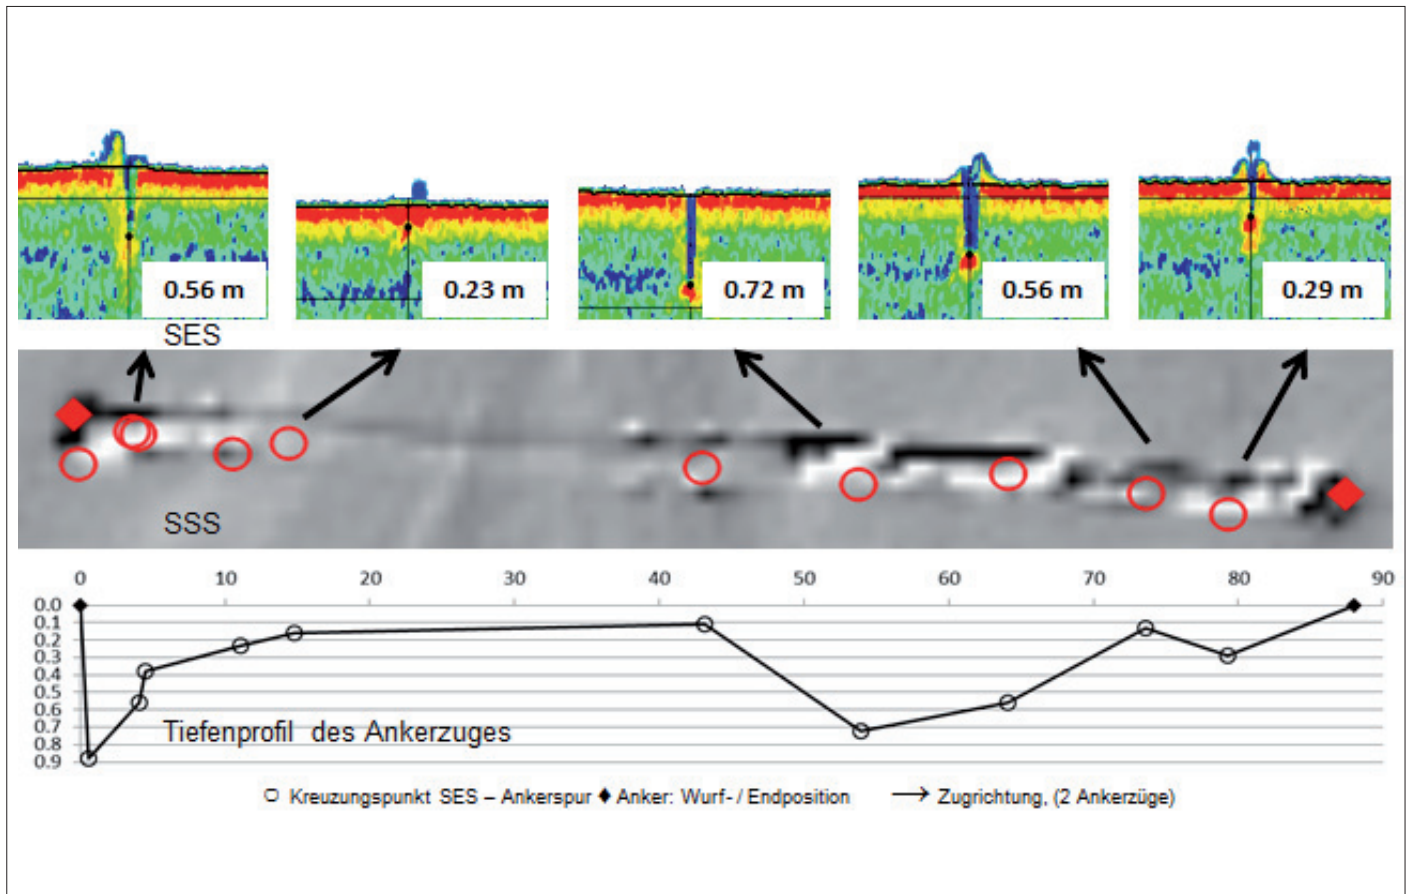 0.56 m
0.23 m
0.72 m
0.56 m
0.29 m
SES
SSS
0 10 20 30 40 50 60 70 80 90
0.0
0.1
0.2
0.3
0.4
0.5
0.6
0.7
0.8
0.9
Tiefenprofil des Ankerzuges
Kreuzungspunkt SES – Ankerspur ♦ Anker: Wurf- / Endposition → Zugrichtung, (2 Ankerzüge)